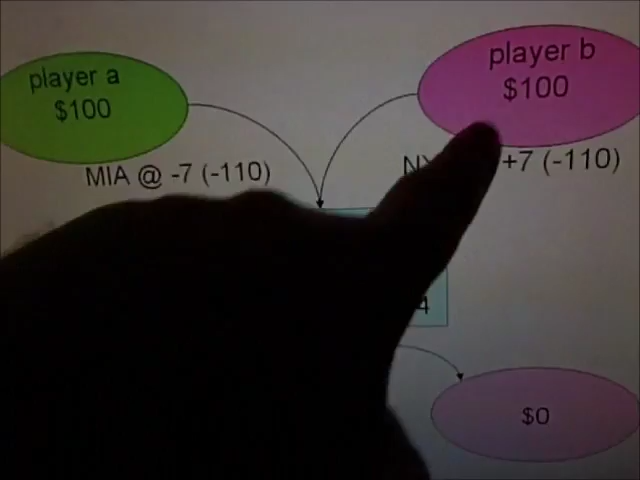 player a
$100
player b
$100
MIA @ -7 (-110)
+7 (-110)
$0